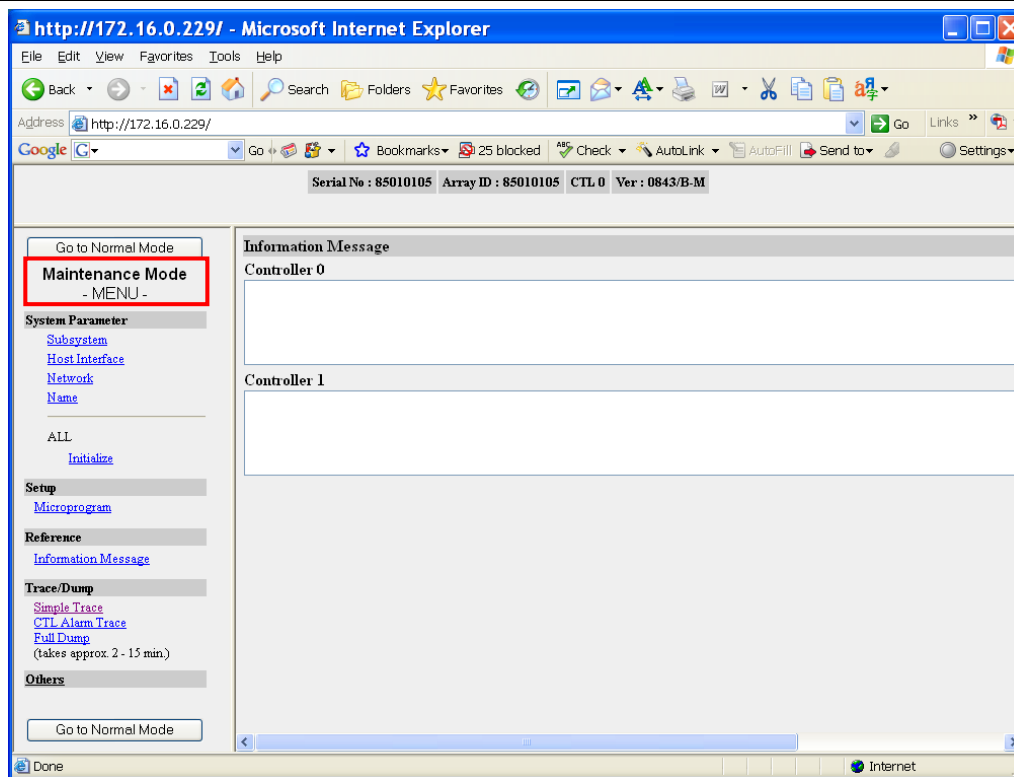 http://172.16.0.229/ - Microsoft Internet Explorer
File Edit View Favorites Tools Help
Back Search Folders Favorites
Address http://172.16.0.229/ Go Links »
Google G Go Bookmarks 25 blocked ABC Check AutoLink AutoFill Send to Settings
Serial No : 85010105 Array ID : 85010105 CTL 0 Ver : 0843/B-M
Go to Normal Mode
Maintenance Mode
- MENU -
System Parameter
Subsystem
Host Interface
Network
Name
ALL
Initialize
Setup
Microprogram
Reference
Information Message
Trace/Dump
Simple Trace
CTL Alarm Trace
Full Dump
(takes approx. 2 - 15 min.)
Others
Go to Normal Mode
Information Message
Controller 0
Controller 1
Done Internet